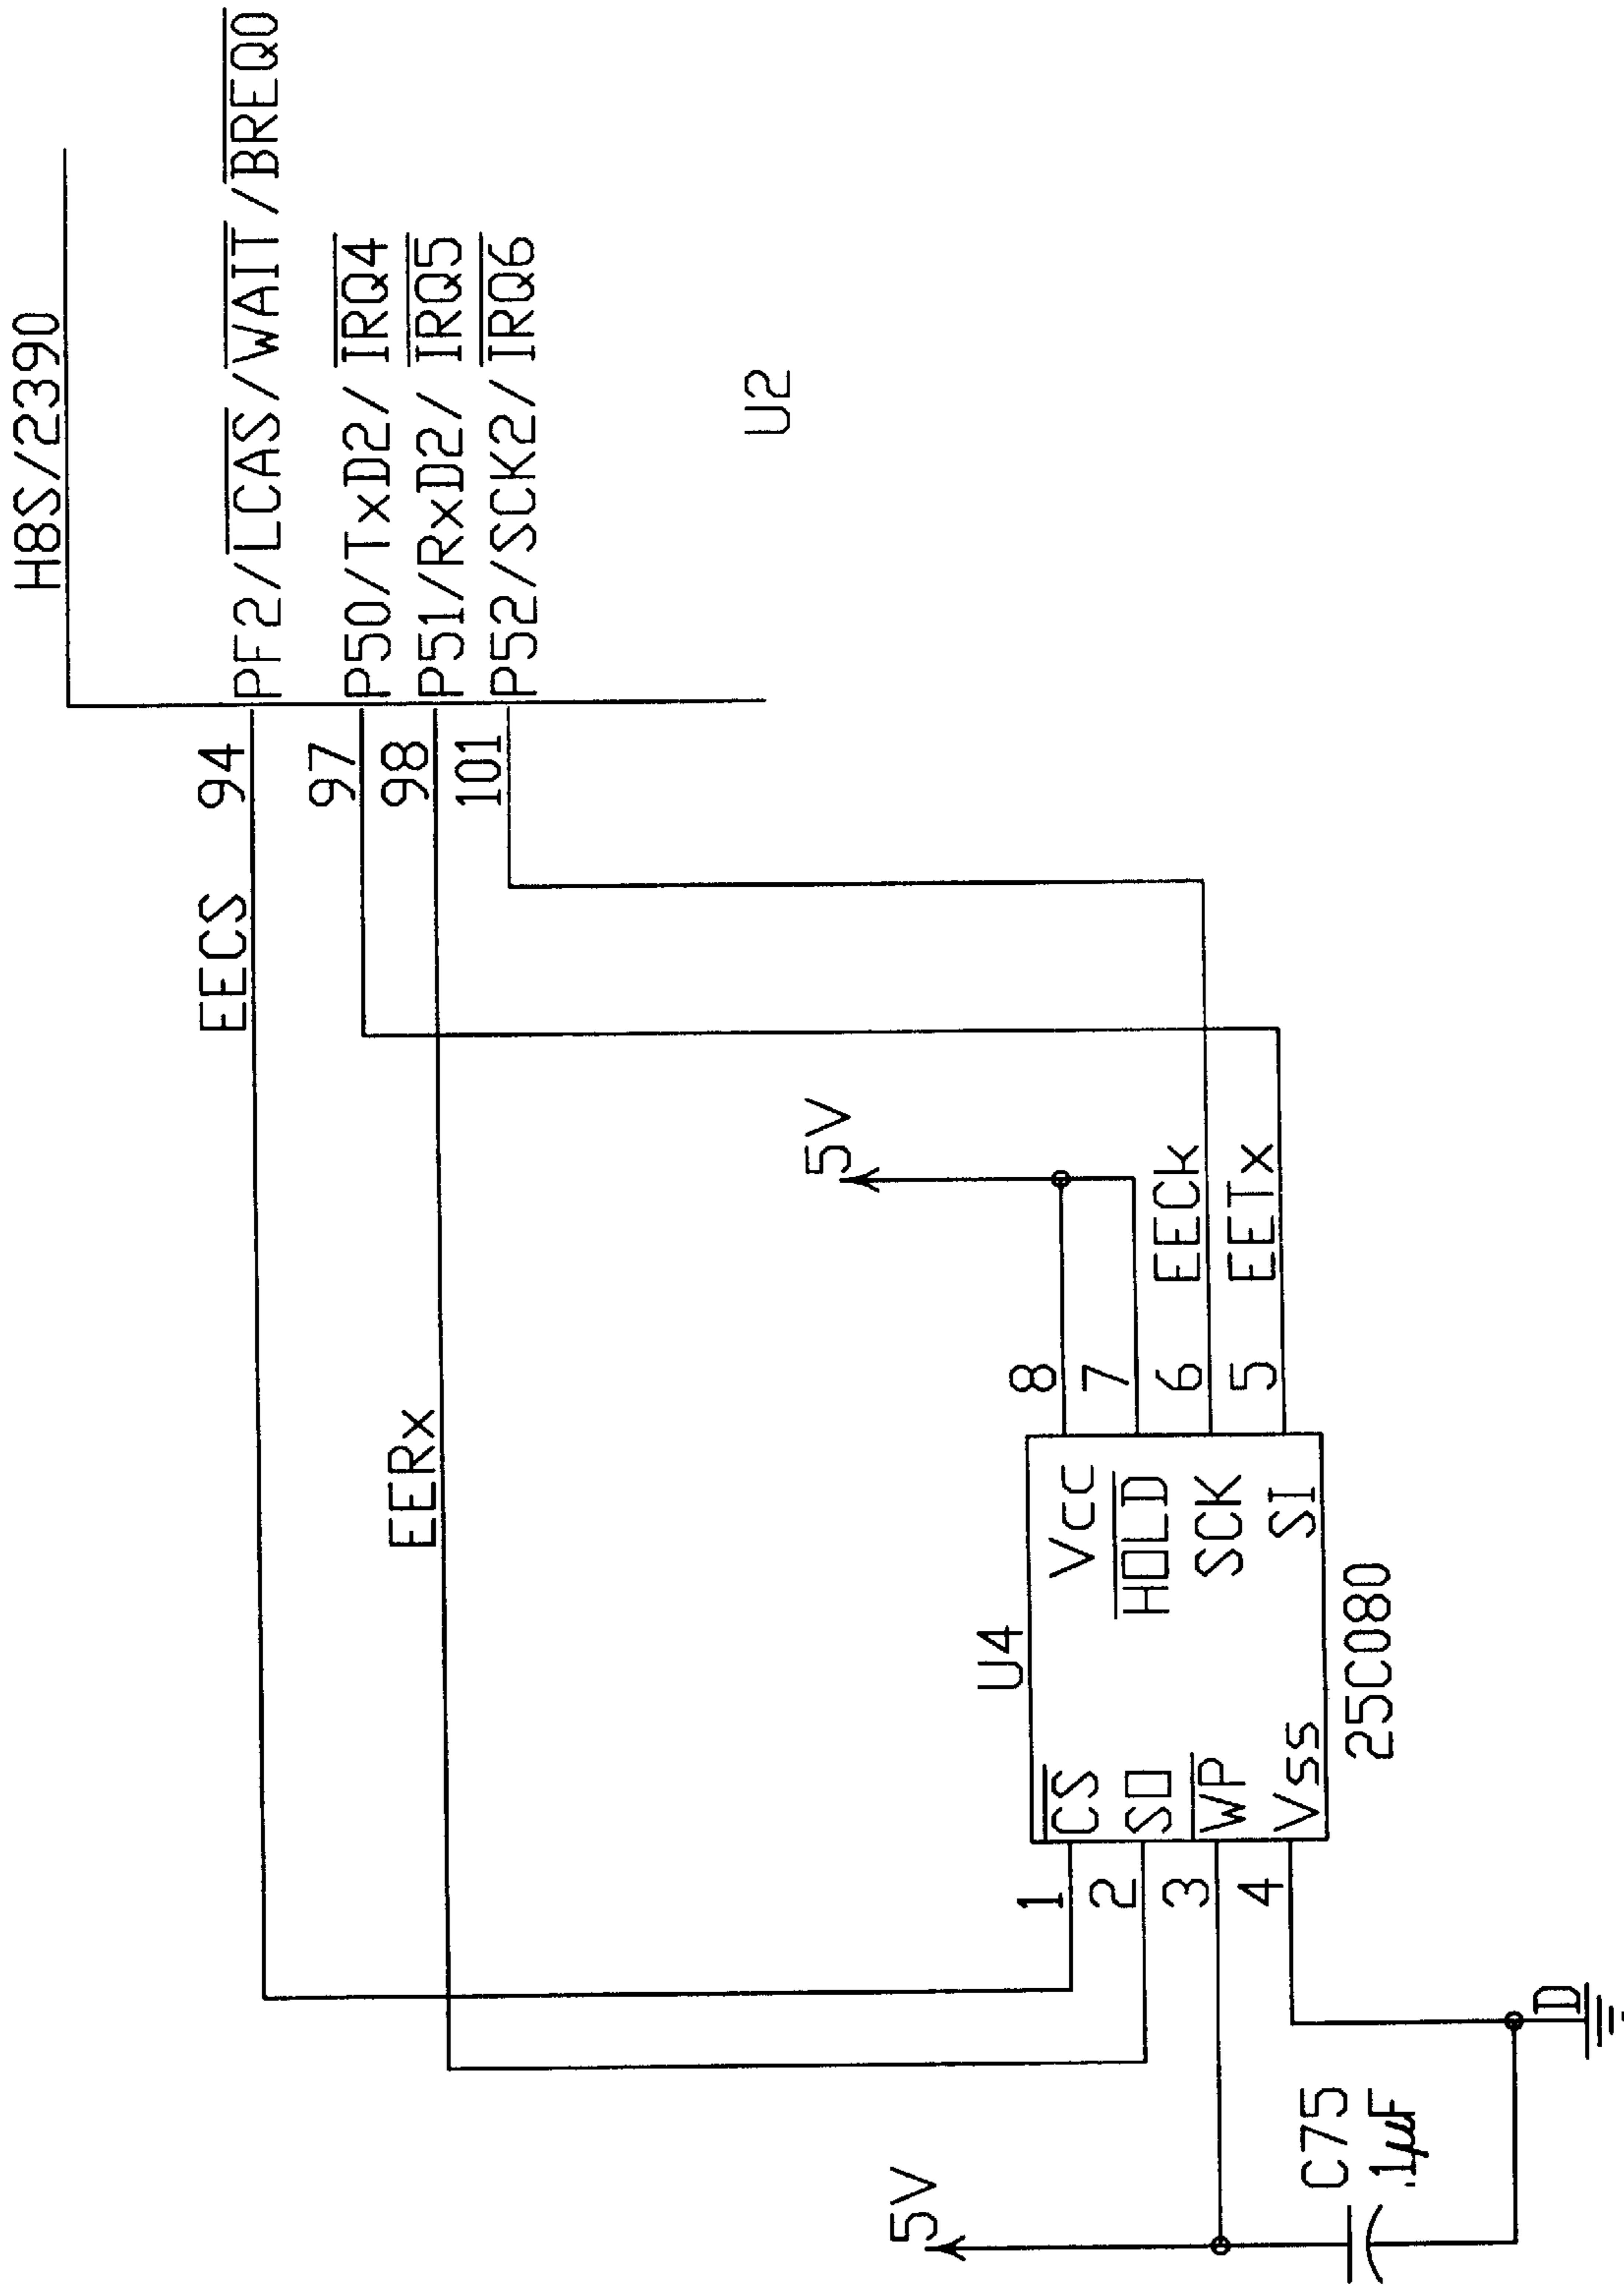 H8S/2390
EECS 94 PF2/LCAS/WAIT/BREQ0
97 P50/TxD2/IRQ4
EERx 98 P51/RxD2/IRQ5
101 P52/SCK2/IRQ6
U2
5V
U4
1 CS Vcc 8
2 SO HOLD 7
3 WP SCK 6 EECk
4 Vss SI 5 EETx
25C080
5V
C75
.1µF
D